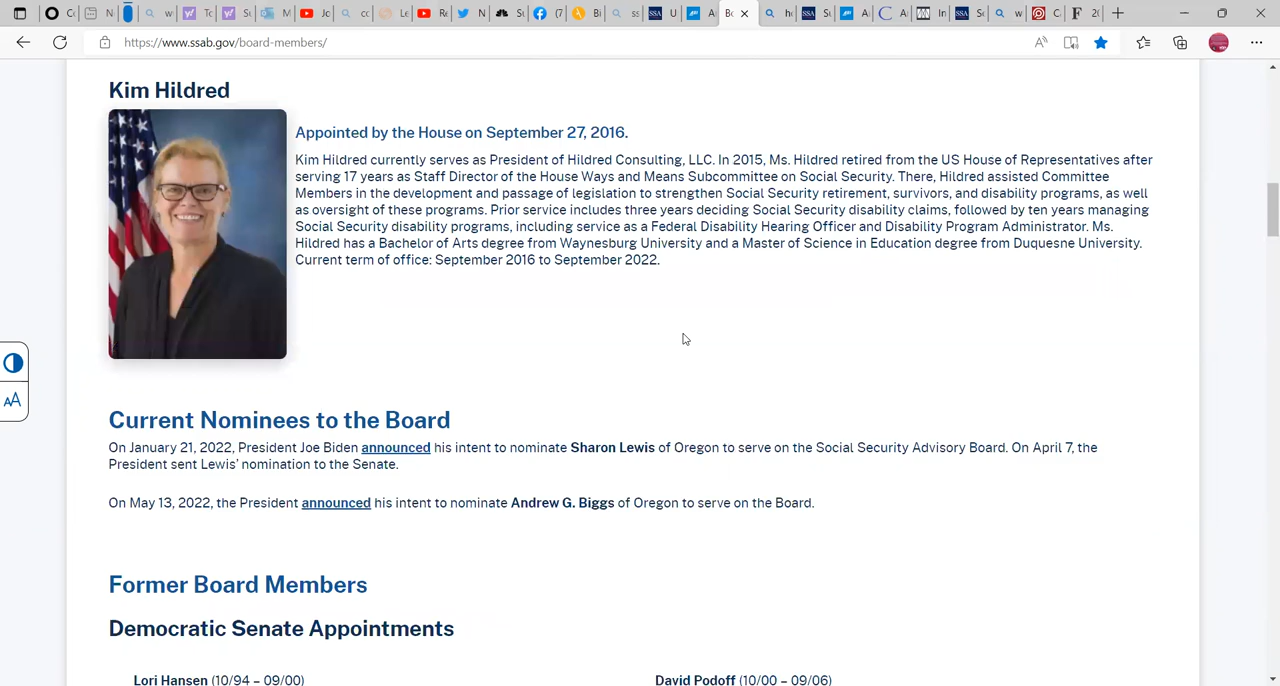 https://www.ssab.gov/board-members/
Kim Hildred
Appointed by the House on September 27, 2016.
Kim Hildred currently serves as President of Hildred Consulting, LLC. In 2015, Ms. Hildred retired from the US House of Representatives after
serving 17 years as Staff Director of the House Ways and Means Subcommittee on Social Security. There, Hildred assisted Committee
Members in the development and passage of legislation to strengthen Social Security retirement, survivors, and disability programs, as well
as oversight of these programs. Prior service includes three years deciding Social Security disability claims, followed by ten years managing
Social Security disability programs, including service as a Federal Disability Hearing Officer and Disability Program Administrator. Ms.
Hildred has a Bachelor of Arts degree from Waynesburg University and a Master of Science in Education degree from Duquesne University.
Current term of office: September 2016 to September 2022.
Current Nominees to the Board
On January 21, 2022, President Joe Biden announced his intent to nominate Sharon Lewis of Oregon to serve on the Social Security Advisory Board. On April 7, the
President sent Lewis' nomination to the Senate.
On May 13, 2022, the President announced his intent to nominate Andrew G. Biggs of Oregon to serve on the Board.
Former Board Members
Democratic Senate Appointments
Lori Hansen (10/94 – 09/00) David Podoff (10/00 – 09/06)